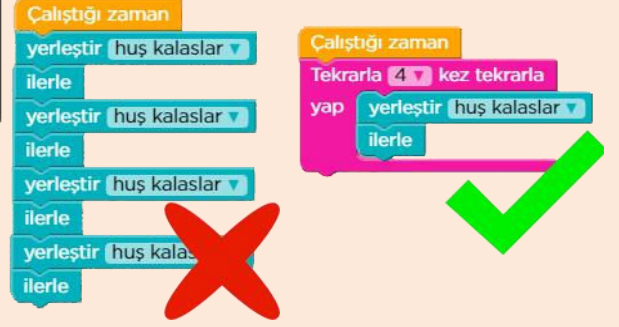 Çalıştığı zaman
yerleştir huş kalaslar
ilerle
yerleştir huş kalaslar
ilerle
yerleştir huş kalaslar
ilerle
yerleştir huş
ilerle
Çalıştığı zaman
Tekrarla 4 kez tekrarla
yap yerleştir huş kalaslar
ilerle